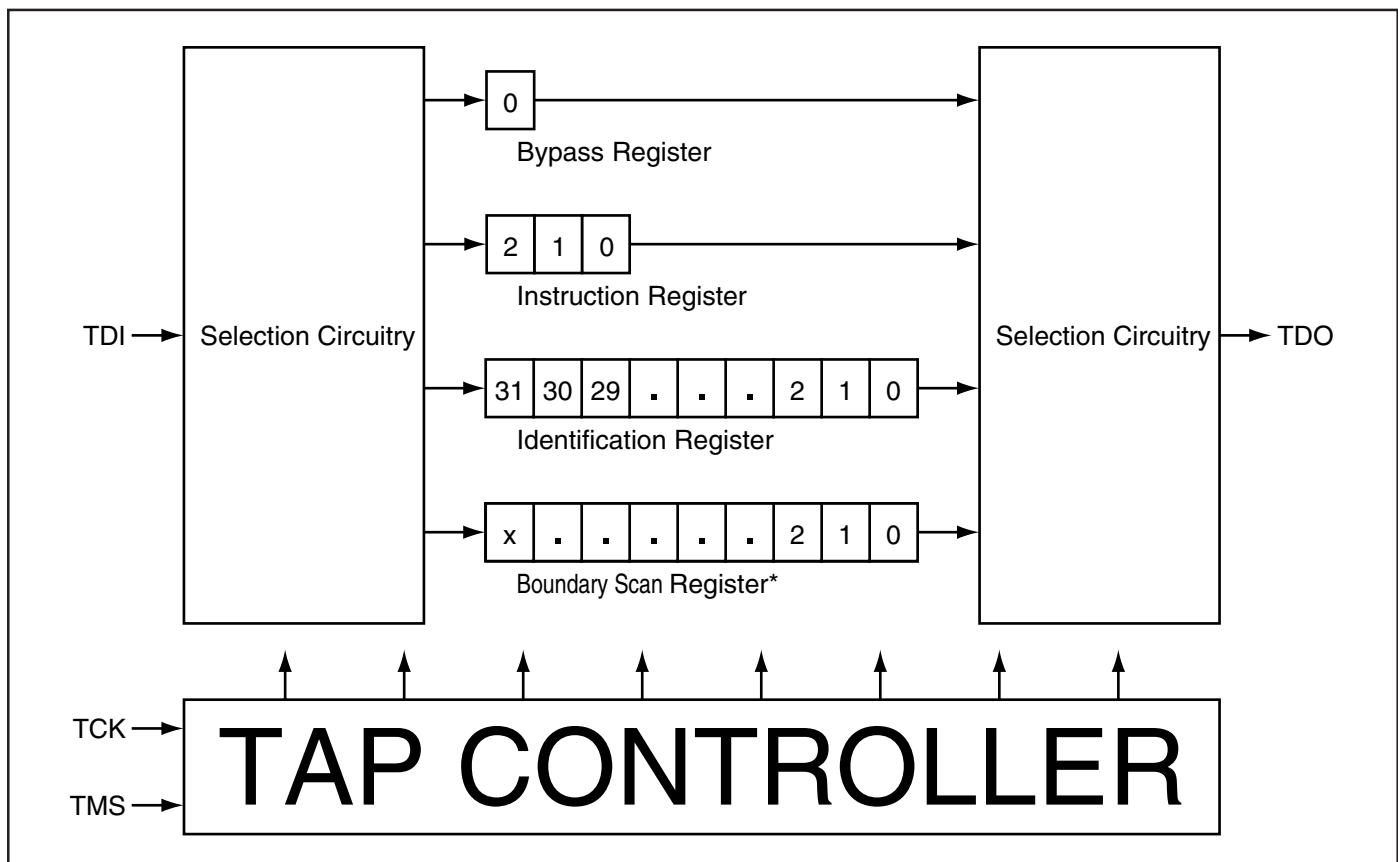 0
Bypass Register
2 1 0
Instruction Register
TDI
Selection Circuitry
Selection Circuitry
TDO
31 30 29 . . . 2 1 0
Identification Register
x . . . . . 2 1 0
Boundary Scan Register*
TCK
TAP CONTROLLER
TMS